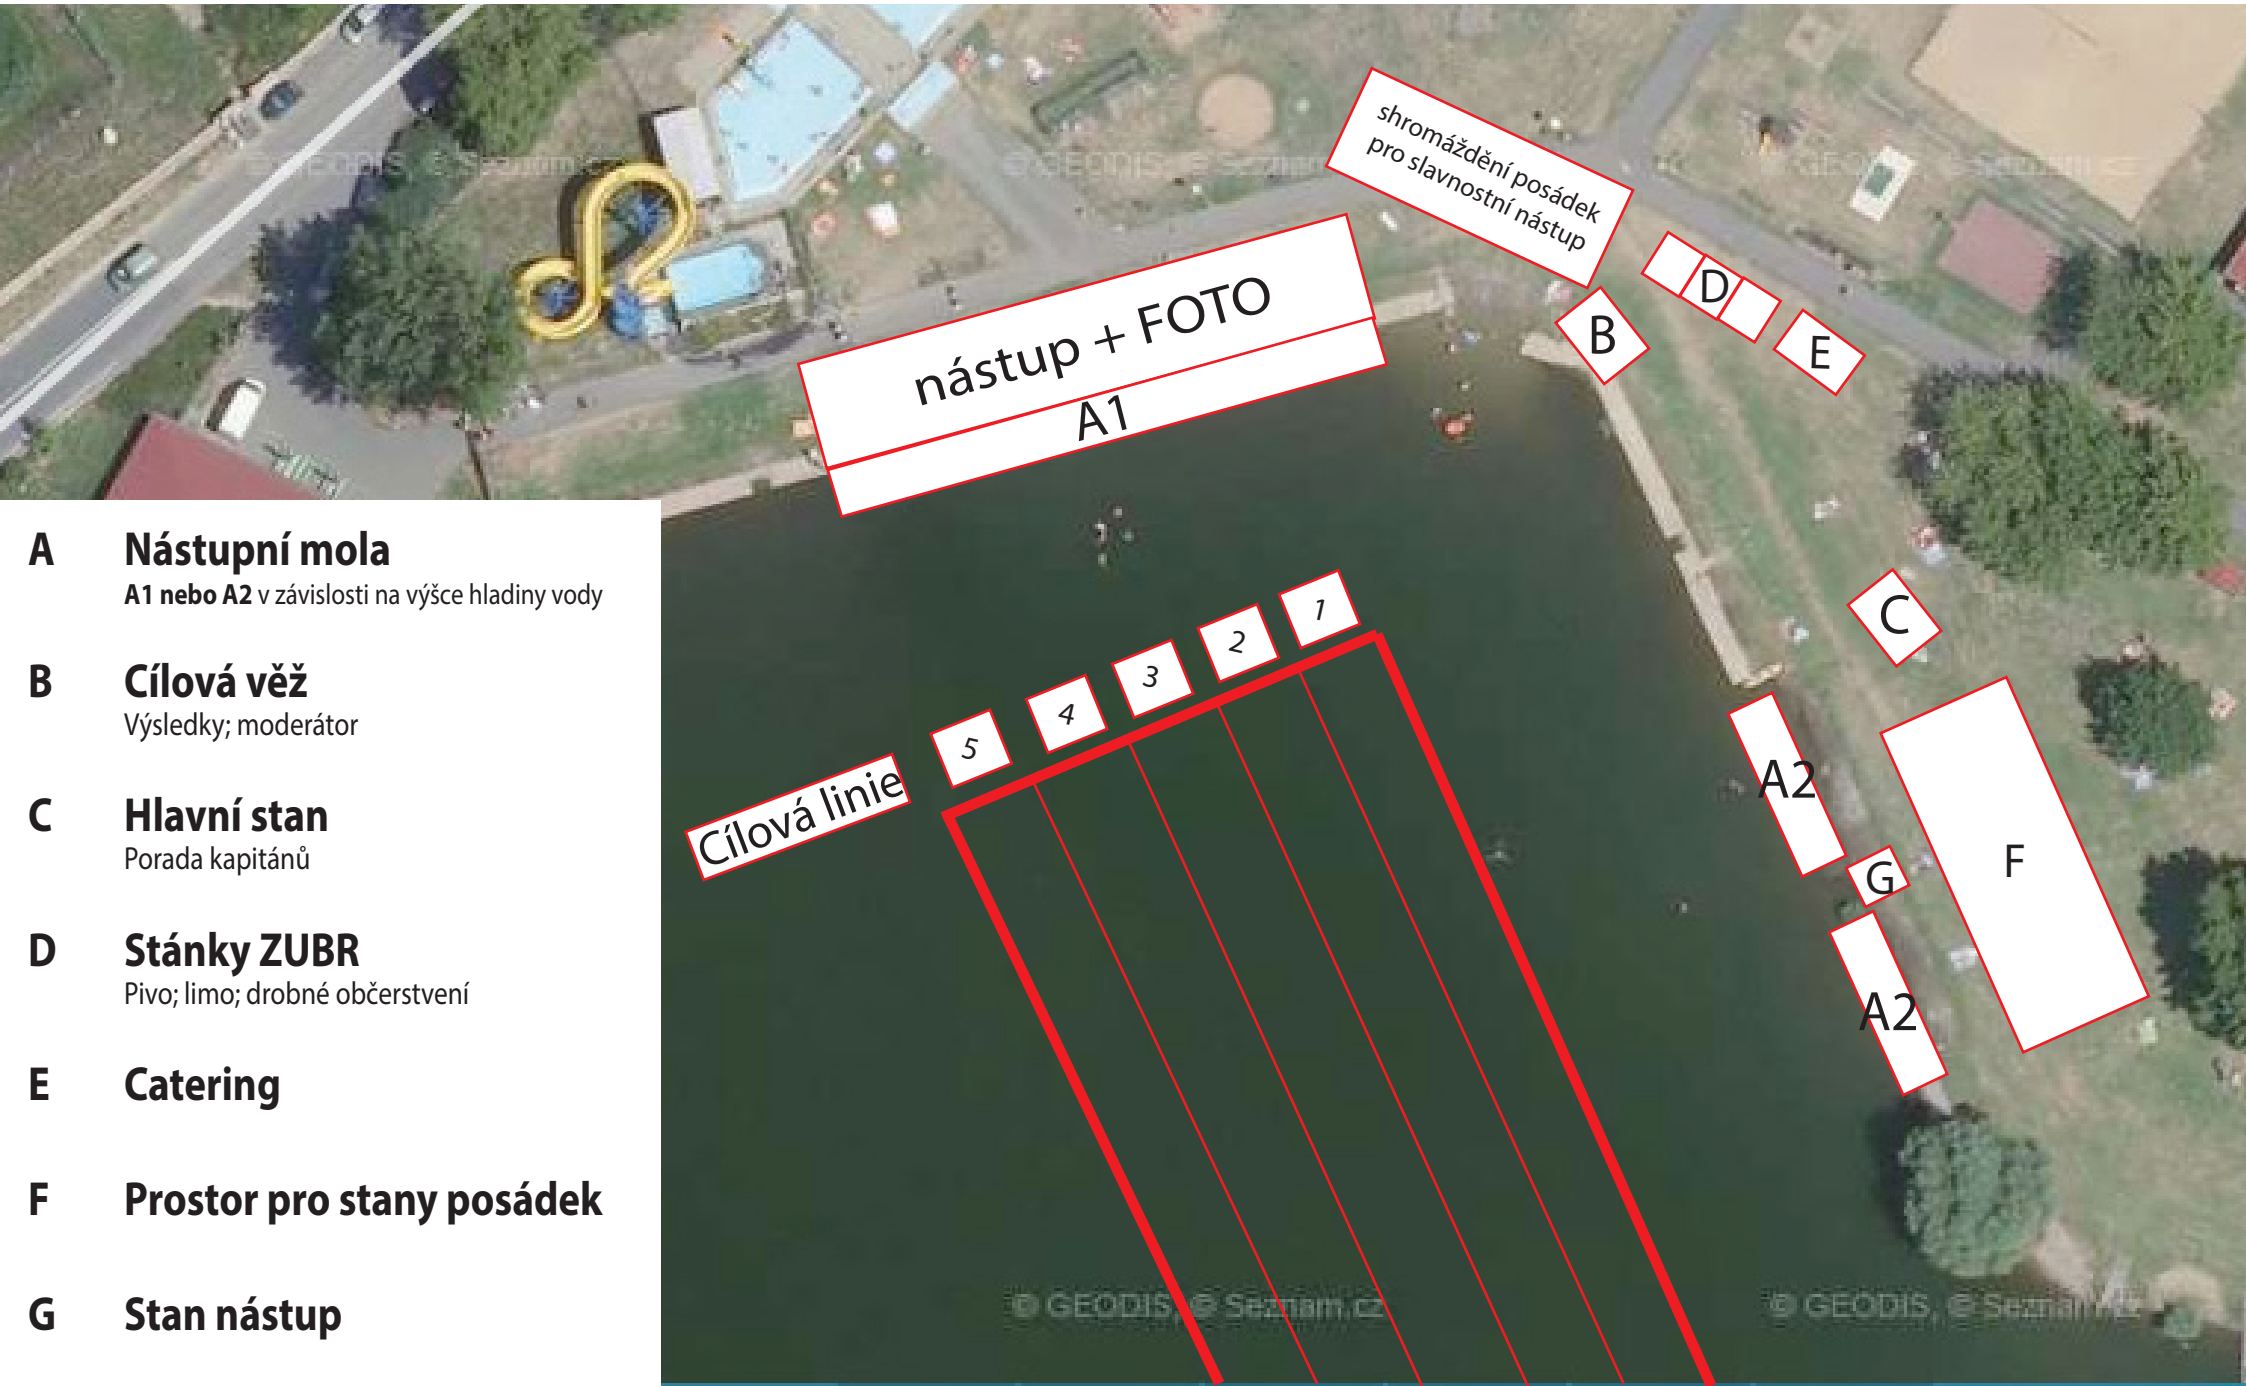 © GEODIS, © Seznam.cz
© GEODIS, © Seznam
© GEODIS, © Seznam.cz
shromáždění posádek
pro slavnostní nástup
nástup + FOTO
A1
D
B
E
C
1
2
3
4
5
Cílová linie
A2
G
F
A2
A Nástupní mola
A1 nebo A2 v závislosti na výšce hladiny vody
B Cílová věž
Výsledky; moderátor
C Hlavní stan
Porada kapitánů
D Stánky ZUBR
Pivo; limo; drobné občerstvení
E Catering
F Prostor pro stany posádek
G Stan nástup
© GEODIS, © Seznam.cz
© GEODIS, © Seznam.cz